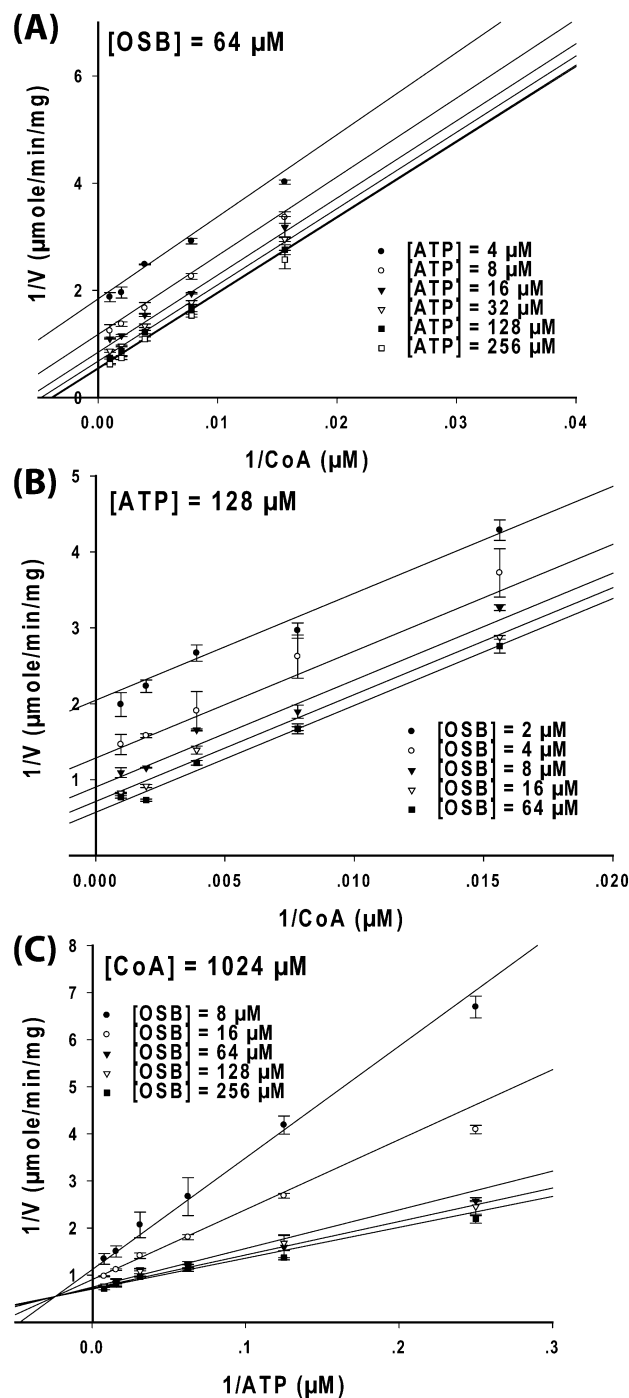 (A)
[OSB] = 64 µM
1/V (µmole/min/mg)
6
4
2
0
[ATP] = 4 µM
[ATP] = 8 µM
[ATP] = 16 µM
[ATP] = 32 µM
[ATP] = 128 µM
[ATP] = 256 µM
0.00
.01
.02
.03
.04
1/CoA (µM)
(B)
[ATP] = 128 µM
1/V (µmole/min/mg)
5
4
3
2
1
[OSB] = 2 µM
[OSB] = 4 µM
[OSB] = 8 µM
[OSB] = 16 µM
[OSB] = 64 µM
0.000
.005
.010
.015
.020
1/CoA (µM)
(C)
[CoA] = 1024 µM
1/V (µmole/min/mg)
8
7
6
5
4
3
2
1
[OSB] = 8 µM
[OSB] = 16 µM
[OSB] = 64 µM
[OSB] = 128 µM
[OSB] = 256 µM
0.0
.1
.2
.3
1/ATP (µM)